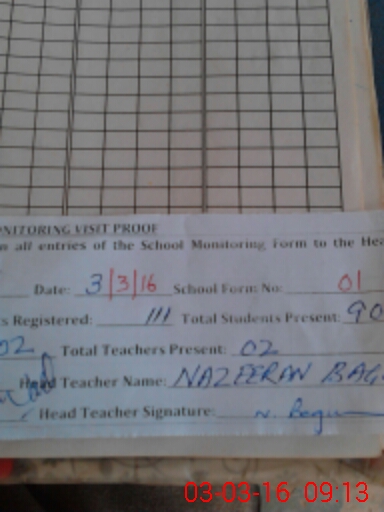 ONITORING VISIT PROOF
all entries of the School Monitoring Form to the Hea
Date: 3/3/16 School Form No: 01
s Registered: 111 Total Students Present: 90
02 Total Teachers Present: 02
Head Teacher Name: NAZEERAN BAG
Head Teacher Signature: N. Begum
03-03-16 09:13